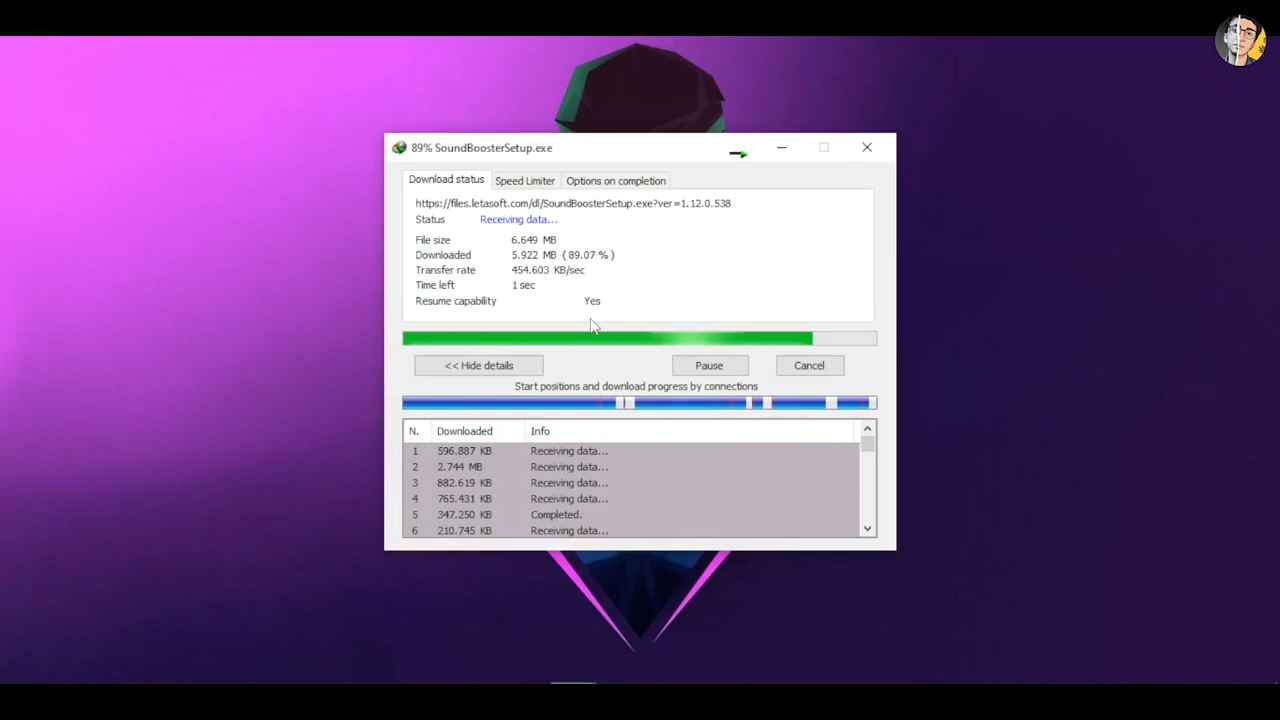 89% SoundBoosterSetup.exe
Download status Speed Limiter Options on completion
https://files.letasoft.com/dl/SoundBoosterSetup.exe?ver=1.12.0.538
Status Receiving data...
File size 6.649 MB
Downloaded 5.922 MB ( 89.07 % )
Transfer rate 454.603 KB/sec
Time left 1 sec
Resume capability Yes
<< Hide details Pause Cancel
Start positions and download progress by connections
N. Downloaded Info
1 596.887 KB Receiving data...
2 2.744 MB Receiving data...
3 882.619 KB Receiving data...
4 765.431 KB Receiving data...
5 347.250 KB Completed.
6 210.745 KB Receiving data...